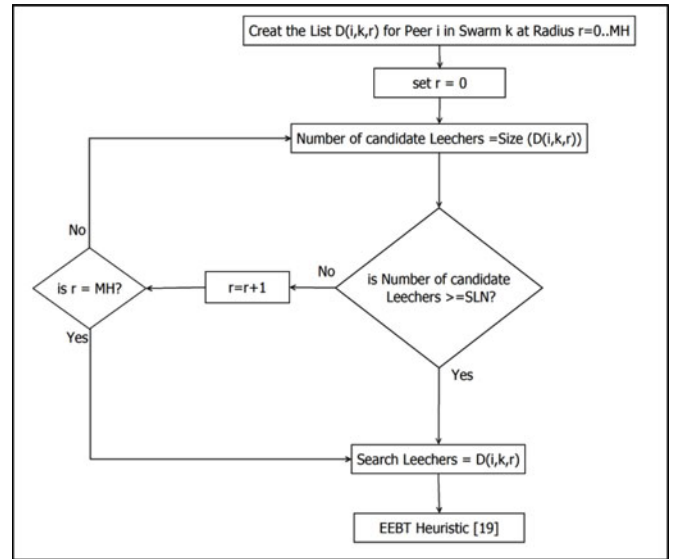 Creat the List D(i,k,r) for Peer i in Swarm k at Radius r=0..MH
set r = 0
Number of candidate Leechers =Size (D(i,k,r))
No
is r = MH?
Yes
r=r+1
No
is Number of candidate
Leechers >=SLN?
Yes
Search Leechers = D(i,k,r)
EEBT Heuristic [19]